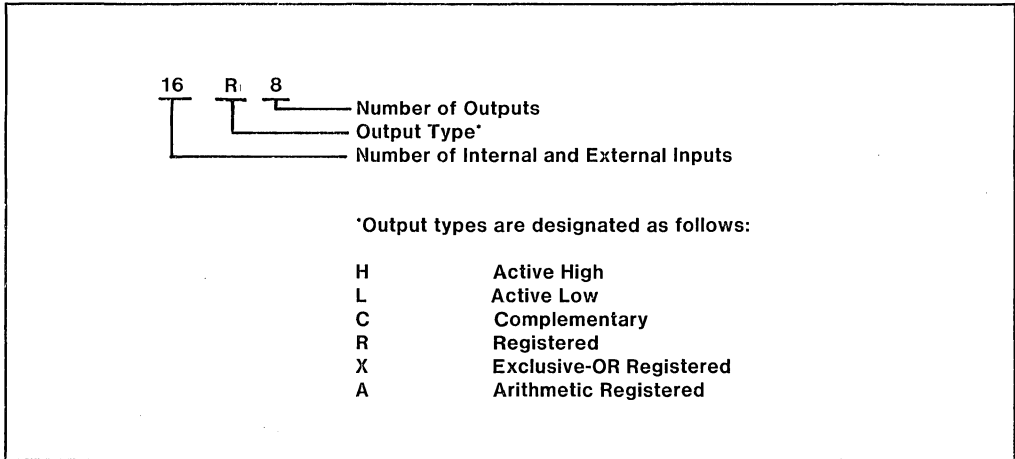 16 R 8
Number of Outputs
Output Type*
Number of Internal and External Inputs
*Output types are designated as follows:
H Active High
L Active Low
C Complementary
R Registered
X Exclusive-OR Registered
A Arithmetic Registered